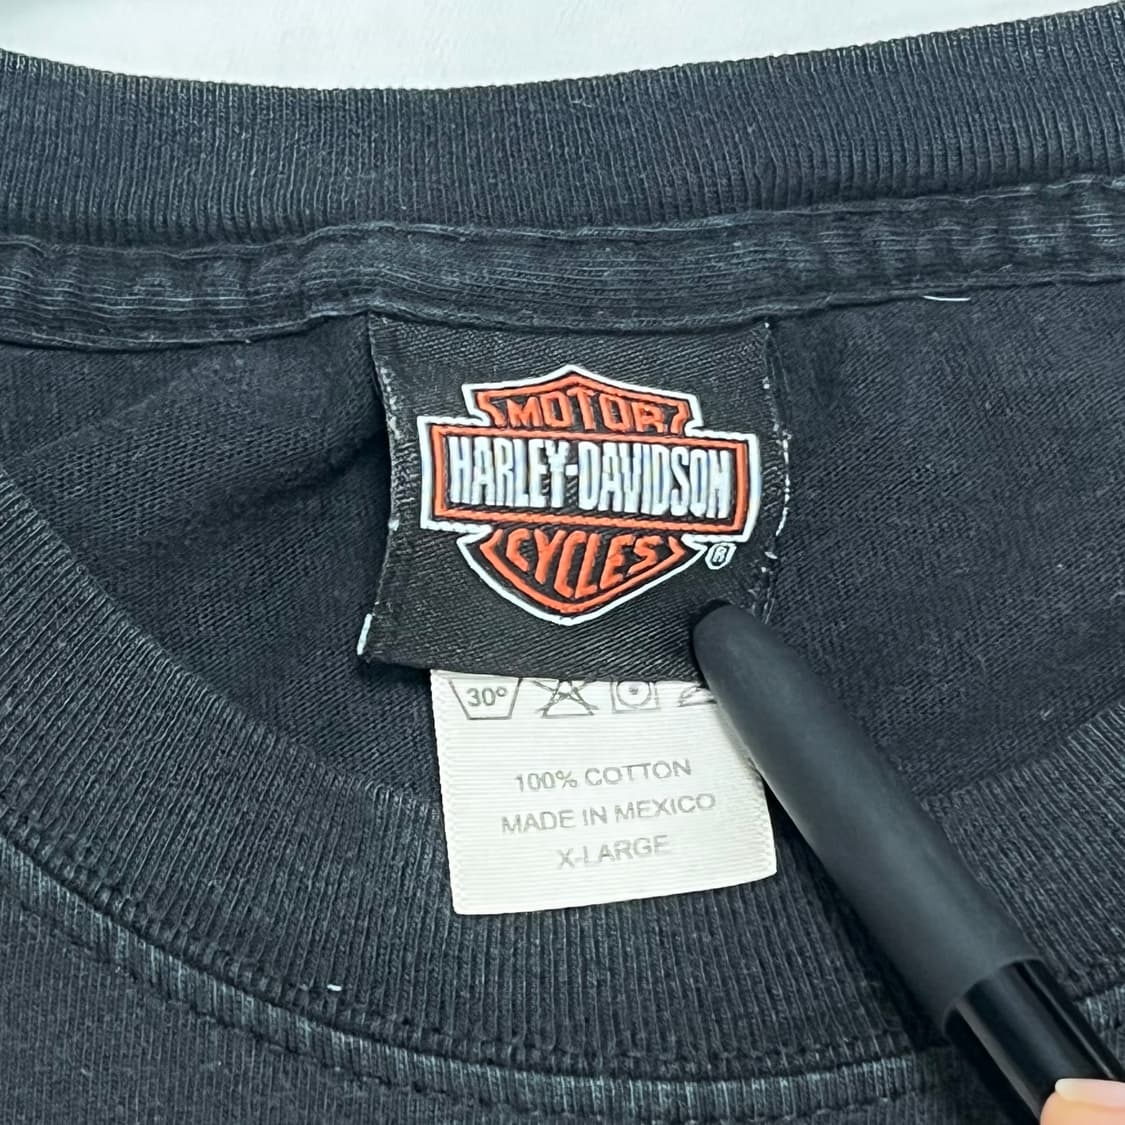 MOTOR
HARLEY-DAVIDSON
CYCLES
®
30°
100% COTTON
MADE IN MEXICO
X-LARGE